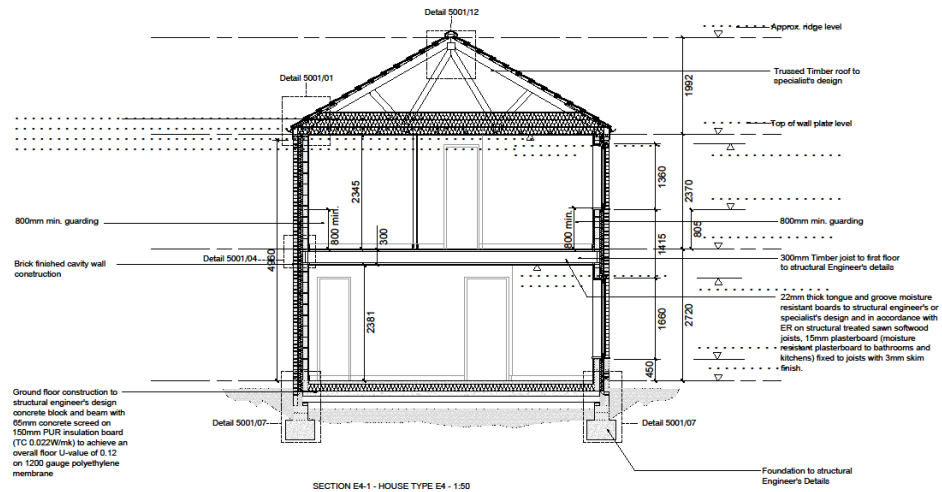 Detail 5001/12
Approx. ridge level
Detail 5001/01
1992
Trussed Timber roof to
specialist's design
Top of wall plate level
2345
1360
2370
800mm min. guarding
800 min.
300
800 min.
805
800mm min. guarding
1415
Detail 5001/04
4960
Brick finished cavity wall
construction
300mm Timber joist to first floor
to structural Engineer's details
2381
1660
2720
450
22mm thick tongue and groove moisture
resistant boards to structural engineer's or
specialist's design and in accordance with
ER on structural treated sawn softwood
joists, 15mm plasterboard (moisture
resistant plasterboard to bathrooms and
kitchens) fixed to joists with 3mm skim
finish.
Ground floor construction to
structural engineer's design
concrete block and beam with
65mm concrete screed on
150mm PUR insulation board
(TC 0.022W/mk) to achieve an
overall floor U-value of 0.12
on 1200 gauge polyethylene
membrane
Detail 5001/07
Detail 5001/07
Foundation to structural
Engineer's Details
SECTION E4-1 - HOUSE TYPE E4 - 1:50